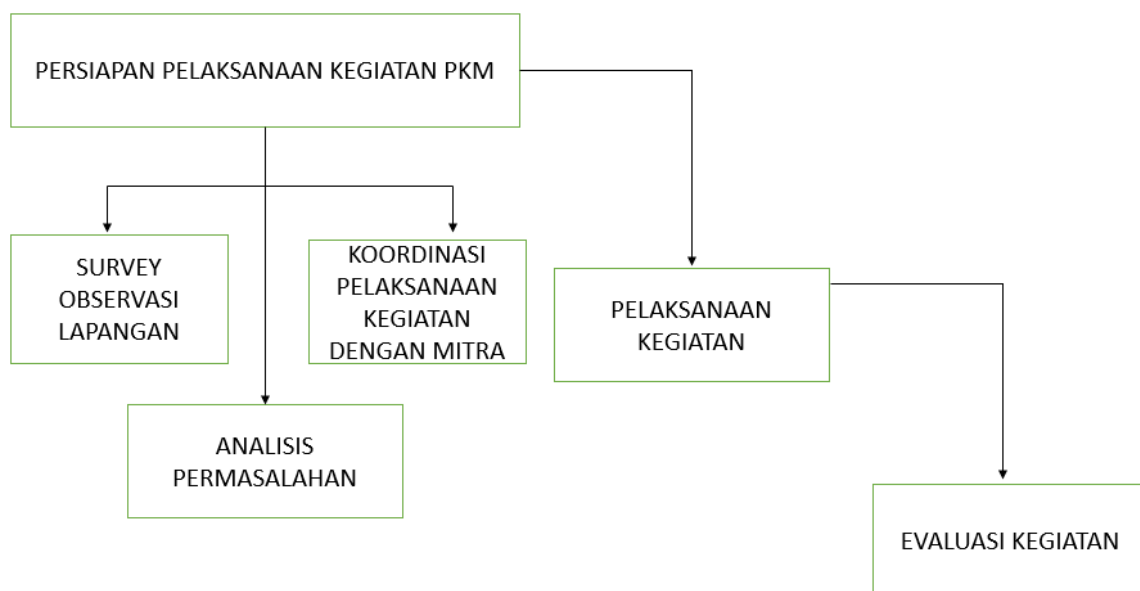 PERSIAPAN PELAKSANAAN KEGIATAN PKM
SURVEY
OBSERVASI
LAPANGAN
KOORDINASI
PELAKSANAAN
KEGIATAN
DENGAN MITRA
PELAKSANAAN
KEGIATAN
ANALISIS
PERMASALAHAN
EVALUASI KEGIATAN